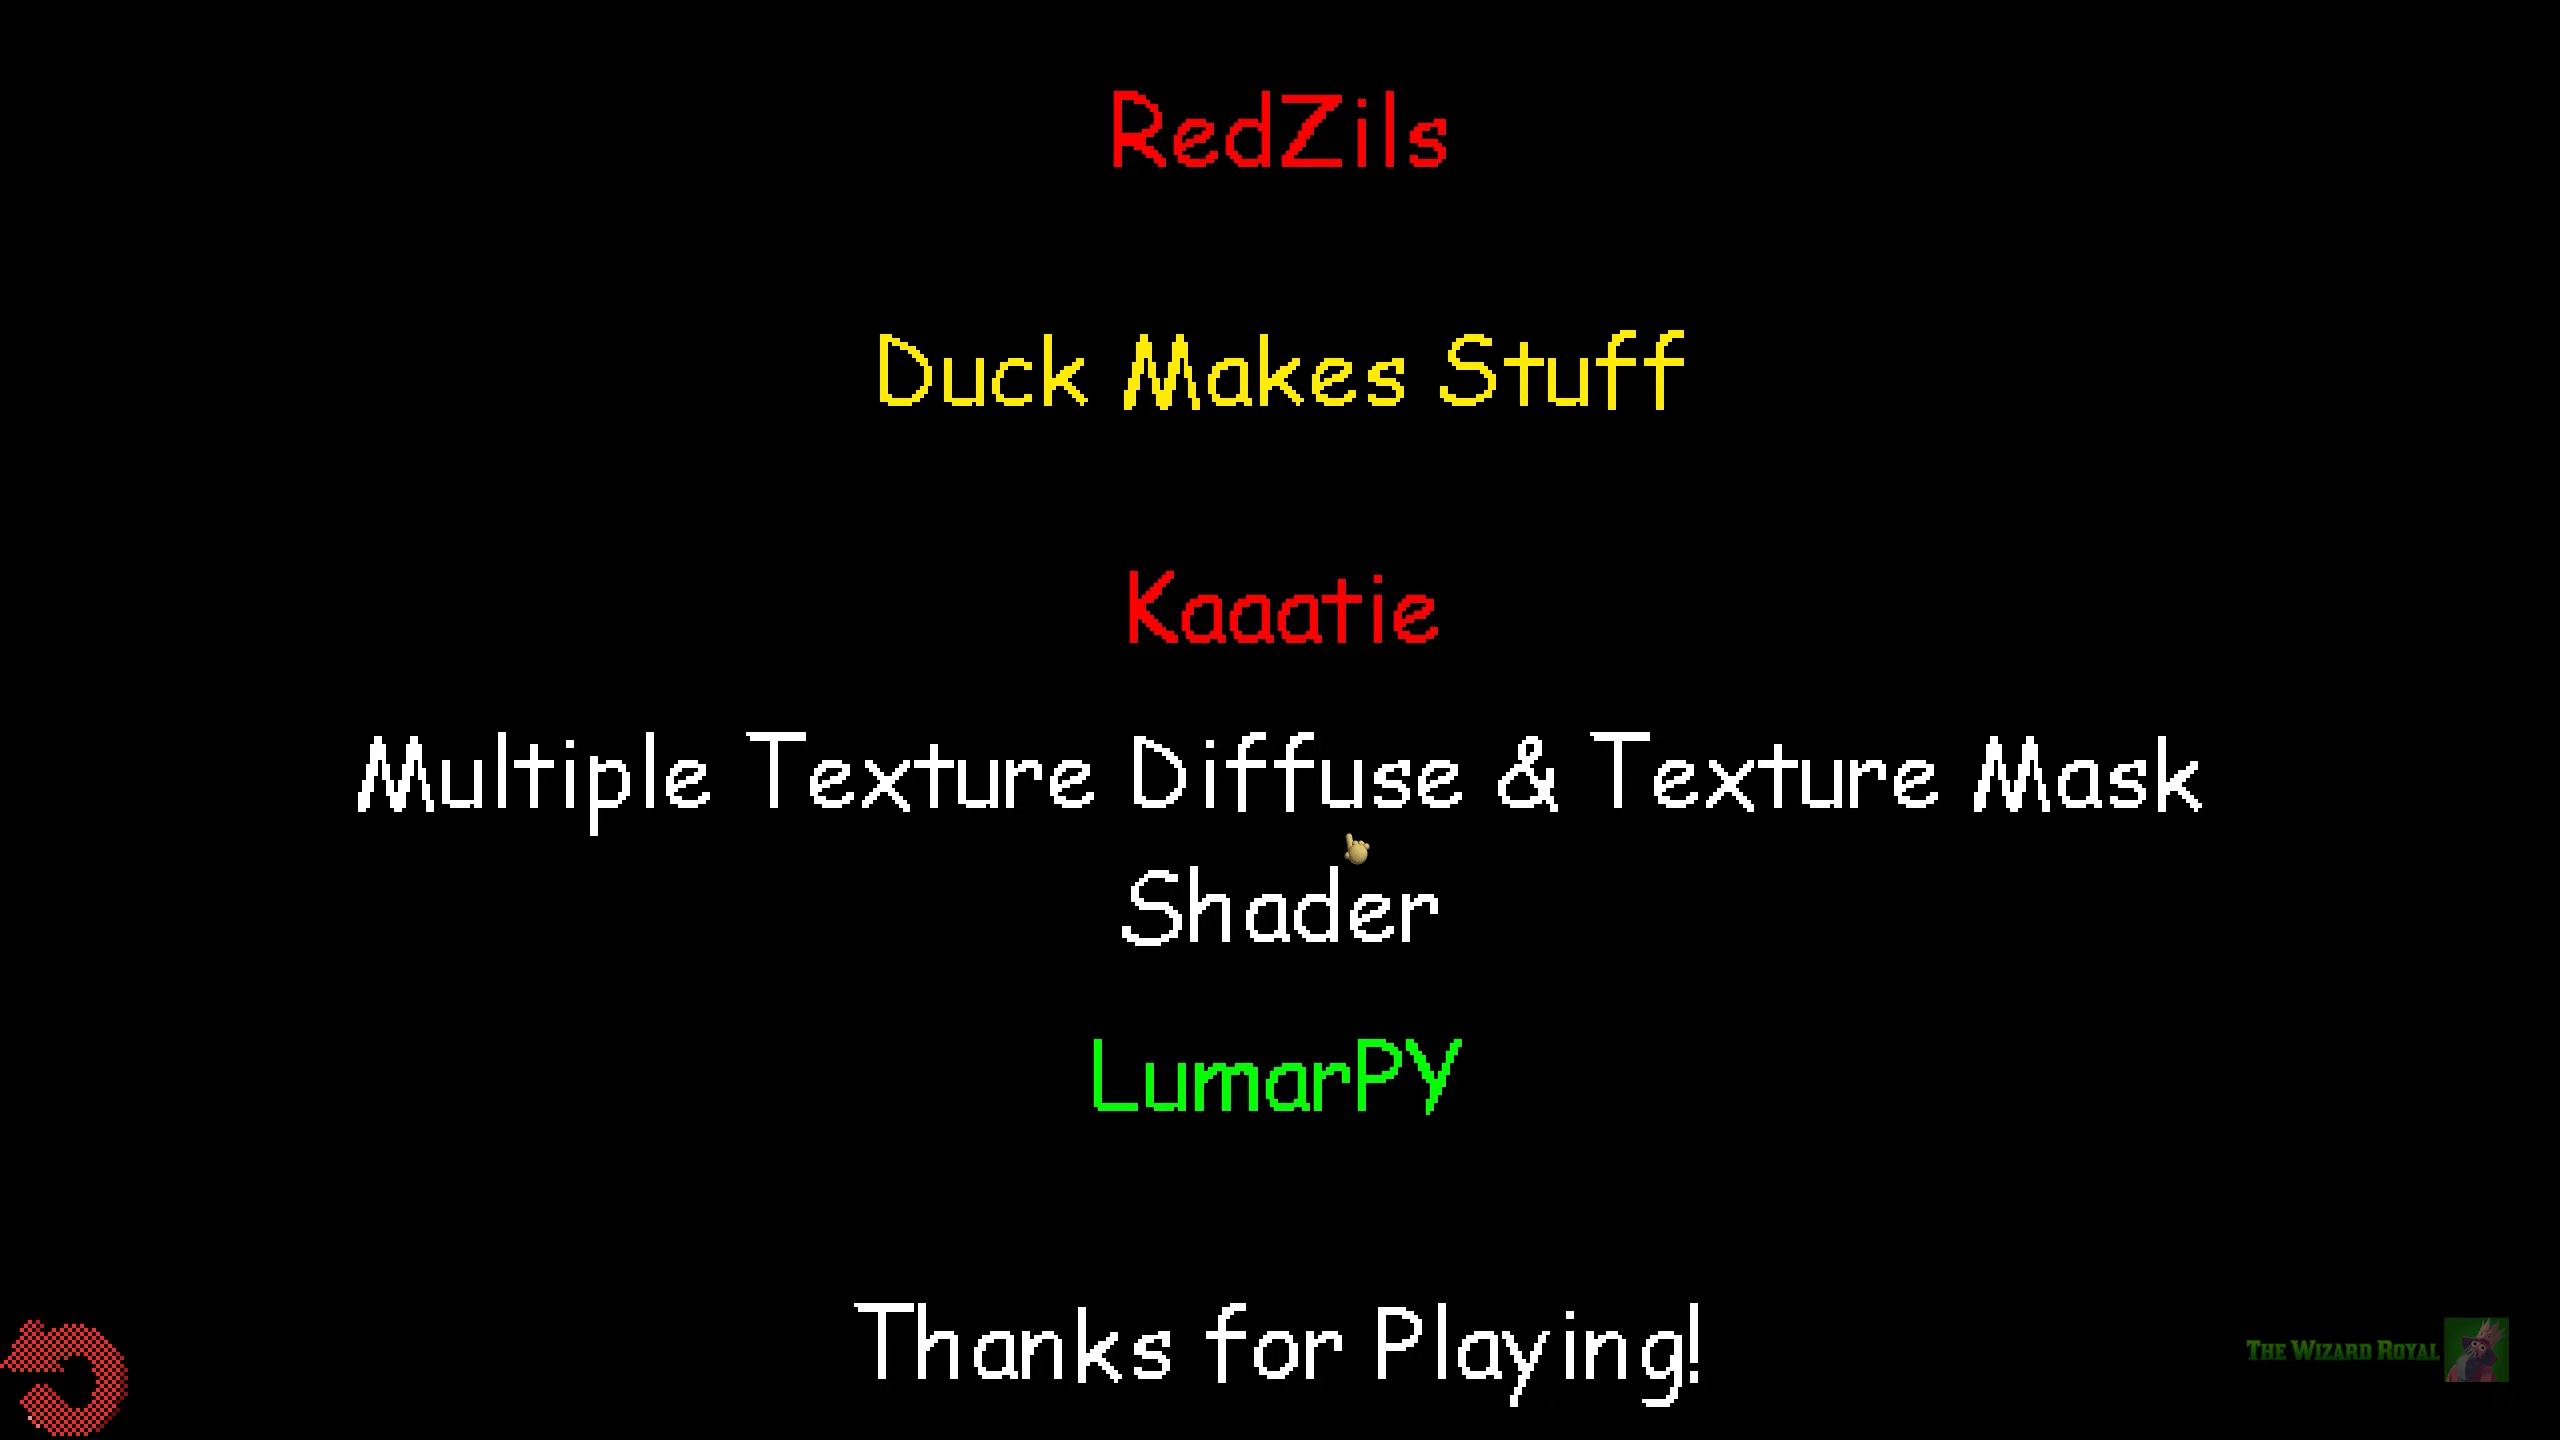 RedZils
Duck Makes Stuff
Kaaatie
Multiple Texture Diffuse & Texture Mask
Shader
LumarPY
Thanks for Playing!
THE WIZARD ROYAL